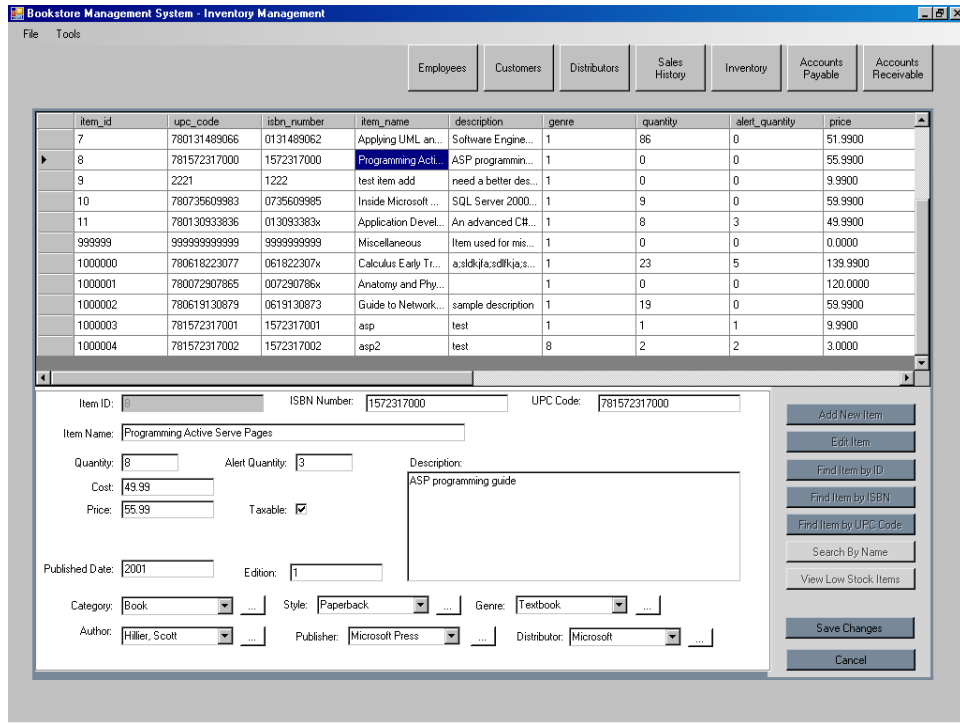 Bookstore Management System - Inventory Management
File Tools
Employees Customers Distributors Sales History Inventory Accounts Payable Accounts Receivable
item_id upc_code isbn_number item_name description genre quantity alert_quantity price
7 780131489066 0131489062 Applying UML an... Software Engine... 1 86 0 51.9900
8 781572317000 1572317000 Programming Acti... ASP programmin... 1 0 0 55.9900
9 2221 1222 test item add need a better des... 1 0 0 9.9900
10 780735609983 0735609985 Inside Microsoft ... SQL Server 2000... 1 9 0 59.9900
11 780130933836 013093383x Application Devel... An advanced C#... 1 8 3 49.9900
999999 999999999999 9999999999 Miscellaneous Item used for mis... 1 0 0 0.0000
1000000 780618223077 061822307x Calculus Early Tr... a;sldkjfa;sdlfkja;s... 1 23 5 139.9900
1000001 780072907865 007290786x Anatomy and Phy... 1 0 0 120.0000
1000002 780619130879 0619130873 Guide to Network... sample description 1 19 0 59.9900
1000003 781572317001 1572317001 asp test 1 1 1 9.9900
1000004 781572317002 1572317002 asp2 test 8 2 2 3.0000
Item ID: 8 ISBN Number: 1572317000 UPC Code: 781572317000
Item Name: Programming Active Serve Pages
Quantity: 8 Alert Quantity: 3 Description:
Cost: 49.99 ASP programming guide
Price: 55.99 Taxable:
Published Date: 2001 Edition: 1
Category: Book ... Style: Paperback ... Genre: Textbook ...
Author: Hillier, Scott ... Publisher: Microsoft Press ... Distributor: Microsoft ...
Add New Item
Edit Item
Find Item by ID
Find Item by ISBN
Find Item by UPC Code
Search By Name
View Low Stock Items
Save Changes
Cancel